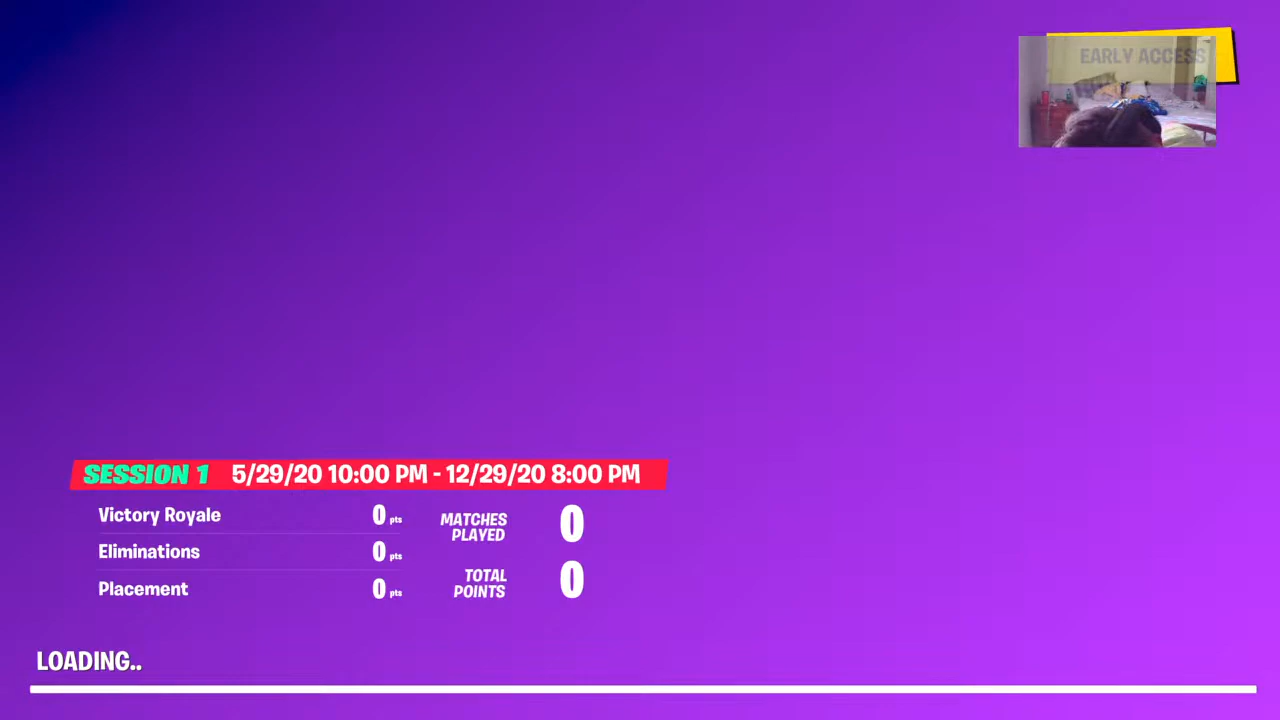 EARLY ACCESS
SESSION 1 5/29/20 10:00 PM - 12/29/20 8:00 PM
Victory Royale 0 pts
Eliminations 0 pts
Placement 0 pts
MATCHES
PLAYED 0
TOTAL
POINTS 0
LOADING..